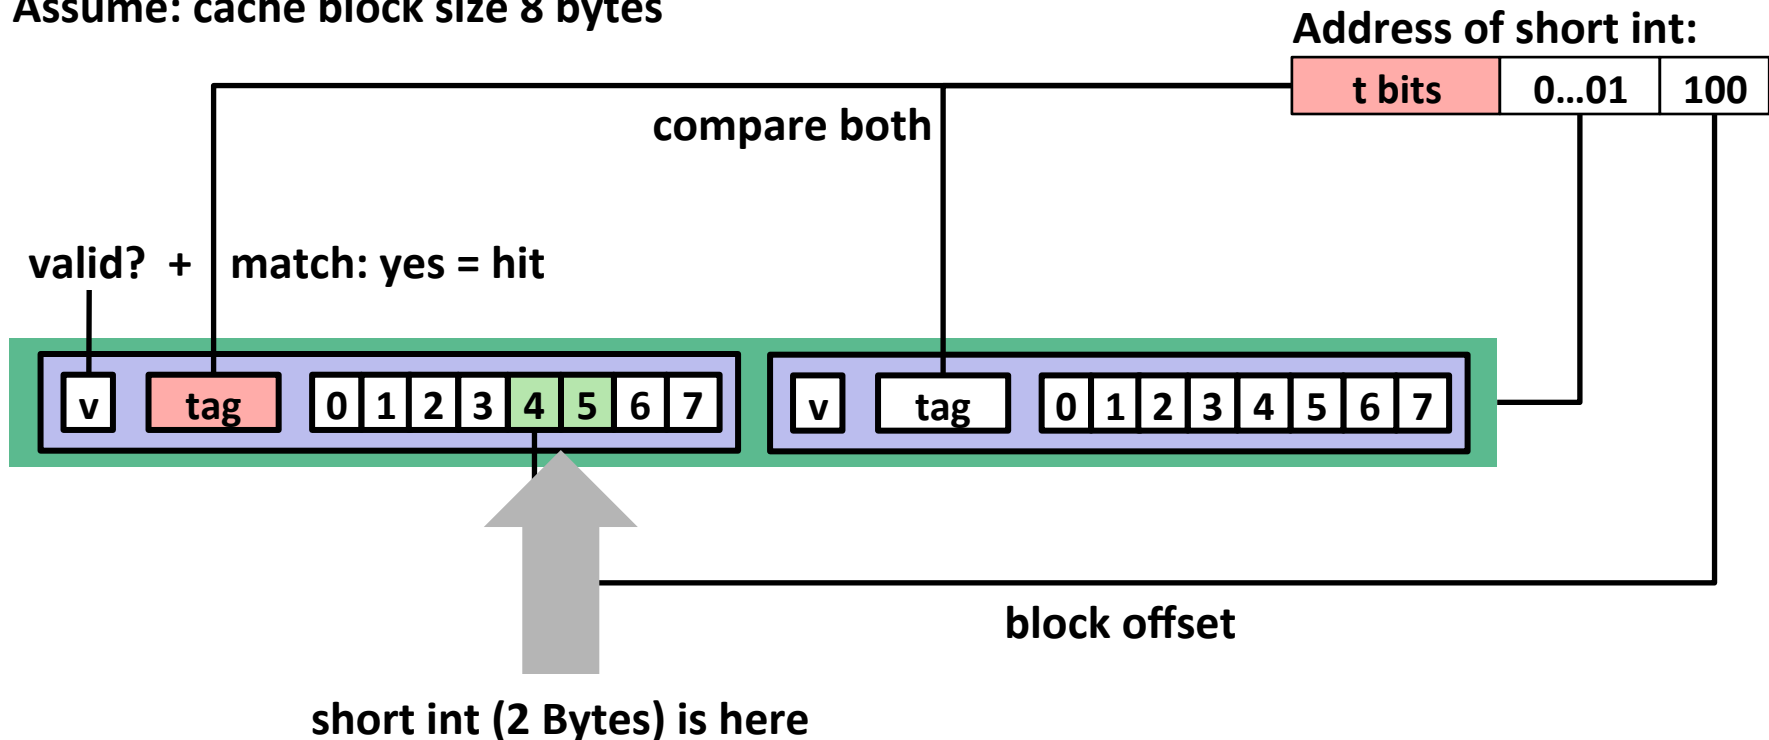 Assume: cache block size 8 bytes
Address of short int:
t bits 0...01 100
compare both
valid? + match: yes = hit
v tag 0 1 2 3 4 5 6 7 v tag 0 1 2 3 4 5 6 7
block offset
short int (2 Bytes) is here